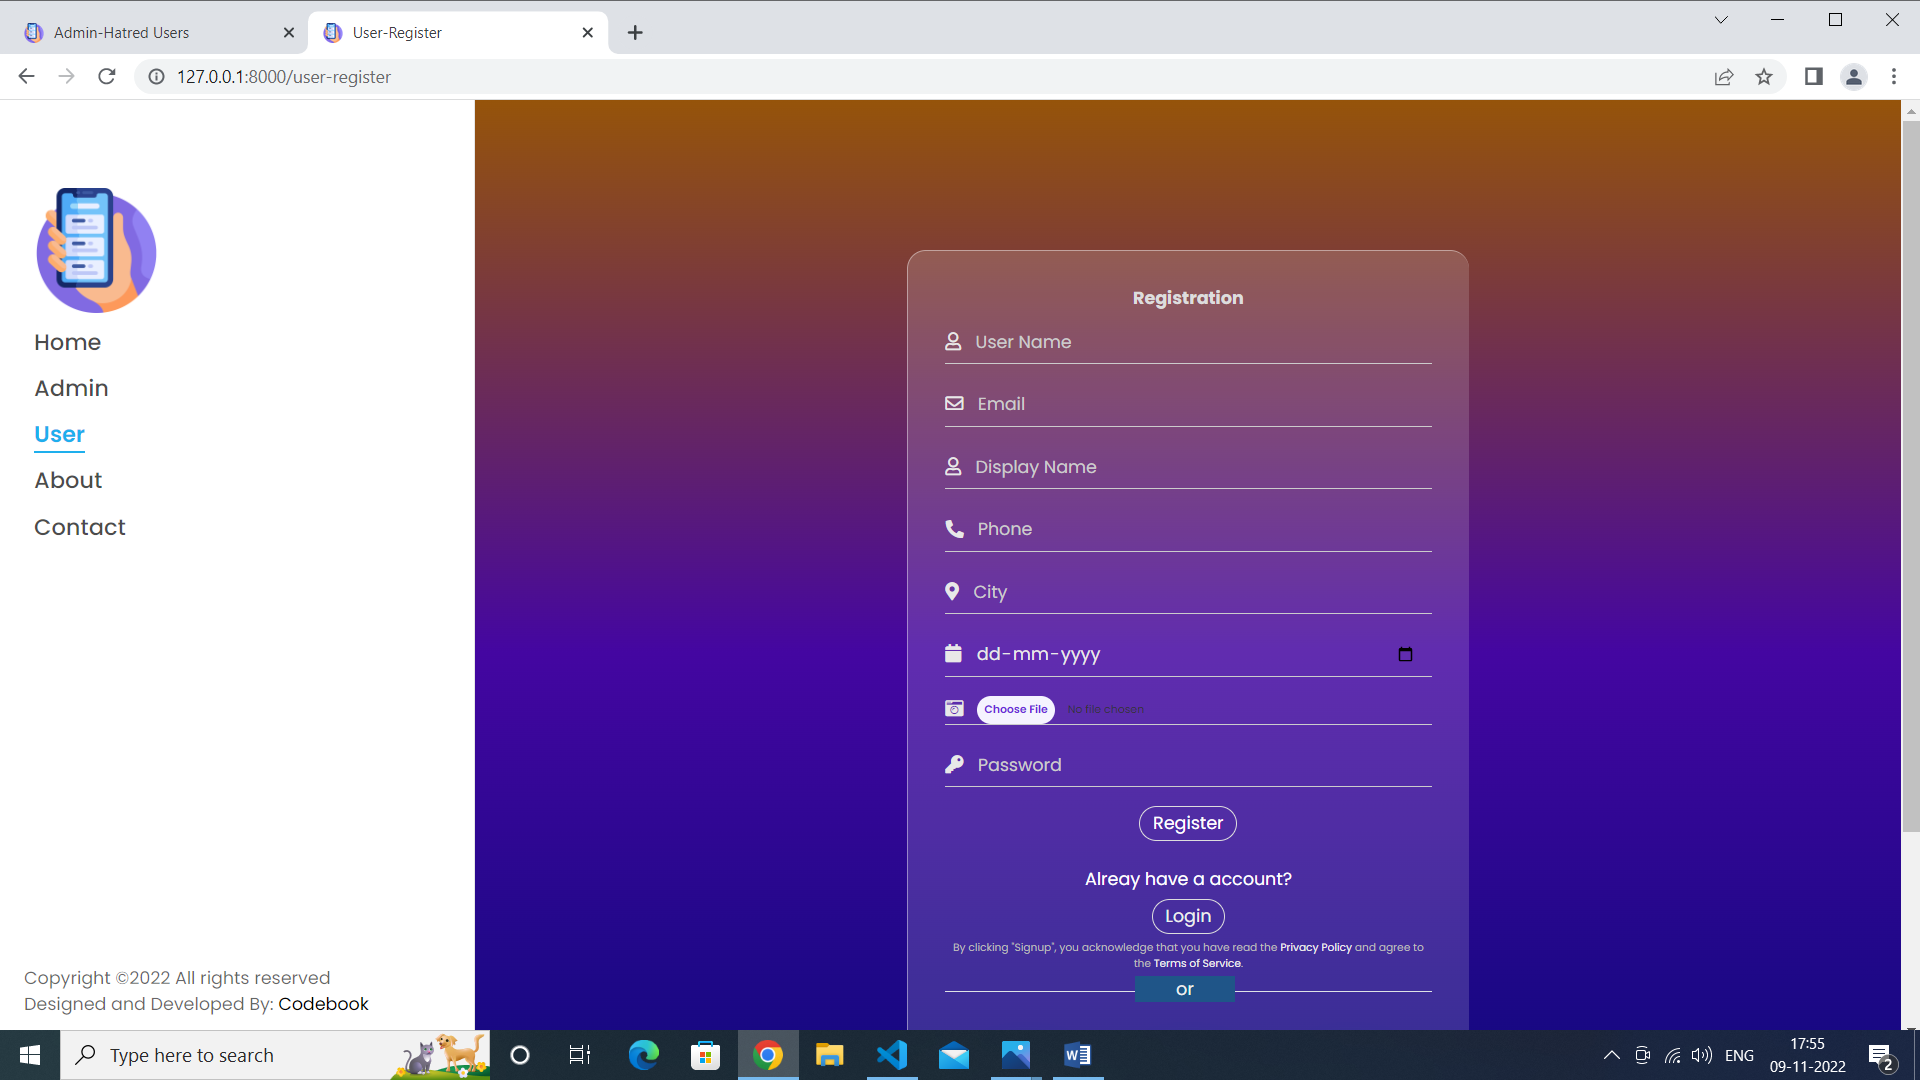 Admin-Hatred Users
User-Register
127.0.0.1:8000/user-register
Home
Admin
User
About
Contact
Copyright ©2022 All rights reserved
Designed and Developed By: Codebook
Registration
User Name
Email
Display Name
Phone
City
dd-mm-yyyy
Choose File No file chosen
Password
Register
Alreay have a account?
Login
By clicking "Signup", you acknowledge that you have read the Privacy Policy and agree to
the Terms of Service.
or
Type here to search
ENG
17:55
09-11-2022
2